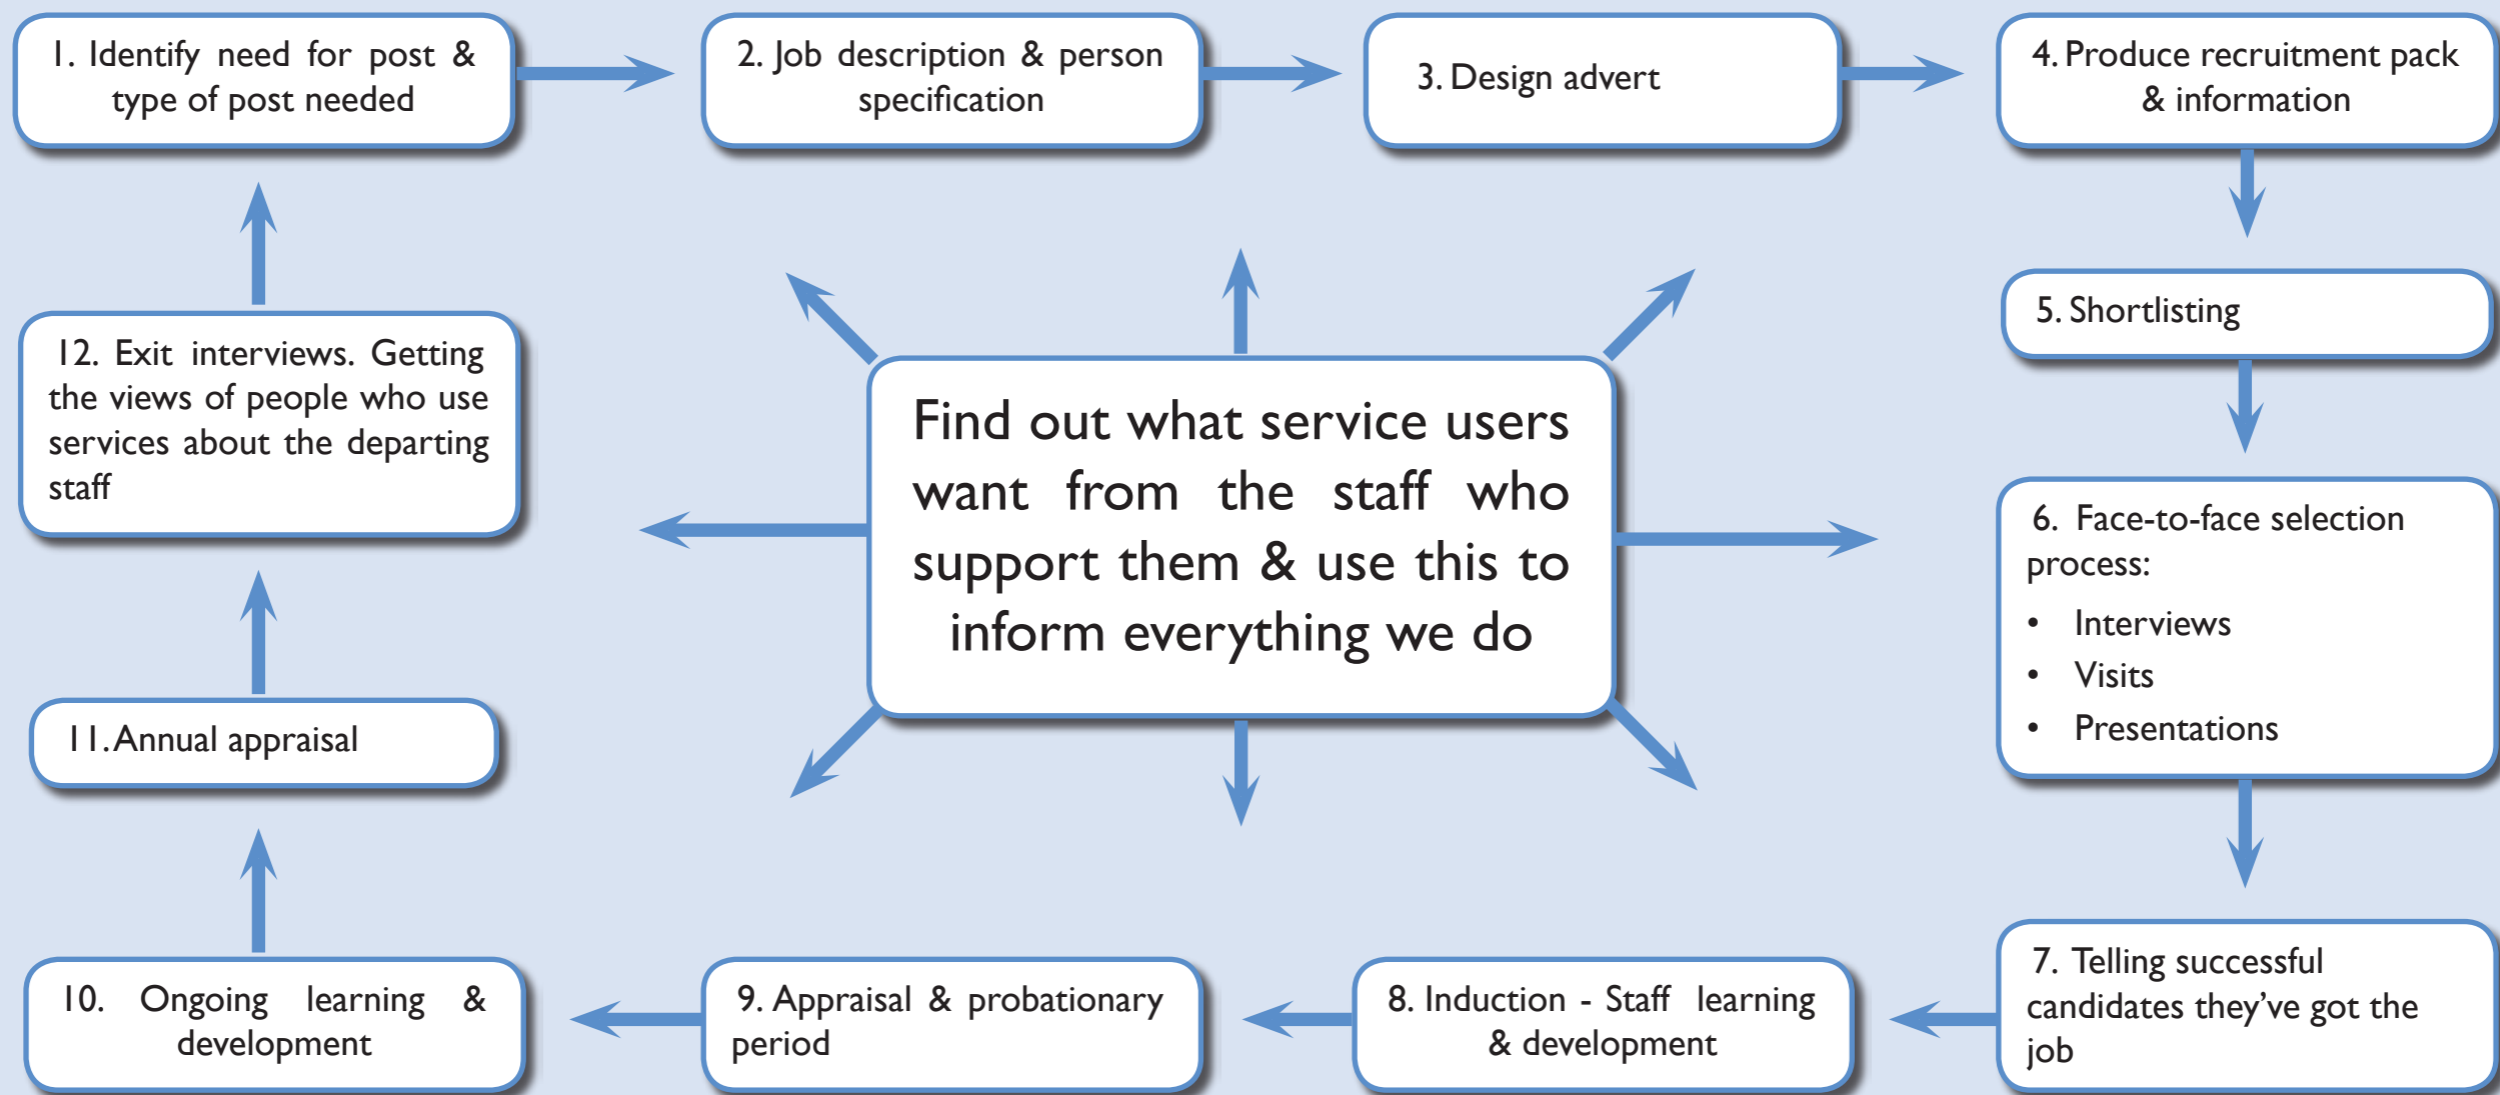 1. Identify need for post &
type of post needed
2. Job description & person
specification
3. Design advert
4. Produce recruitment pack
& information
5. Shortlisting
6. Face-to-face selection
process:
• Interviews
• Visits
• Presentations
7. Telling successful
candidates they’ve got the
job
8. Induction - Staff learning
& development
9. Appraisal & probationary
period
10. Ongoing learning &
development
11. Annual appraisal
12. Exit interviews. Getting
the views of people who use
services about the departing
staff
Find out what service users
want from the staff who
support them & use this to
inform everything we do